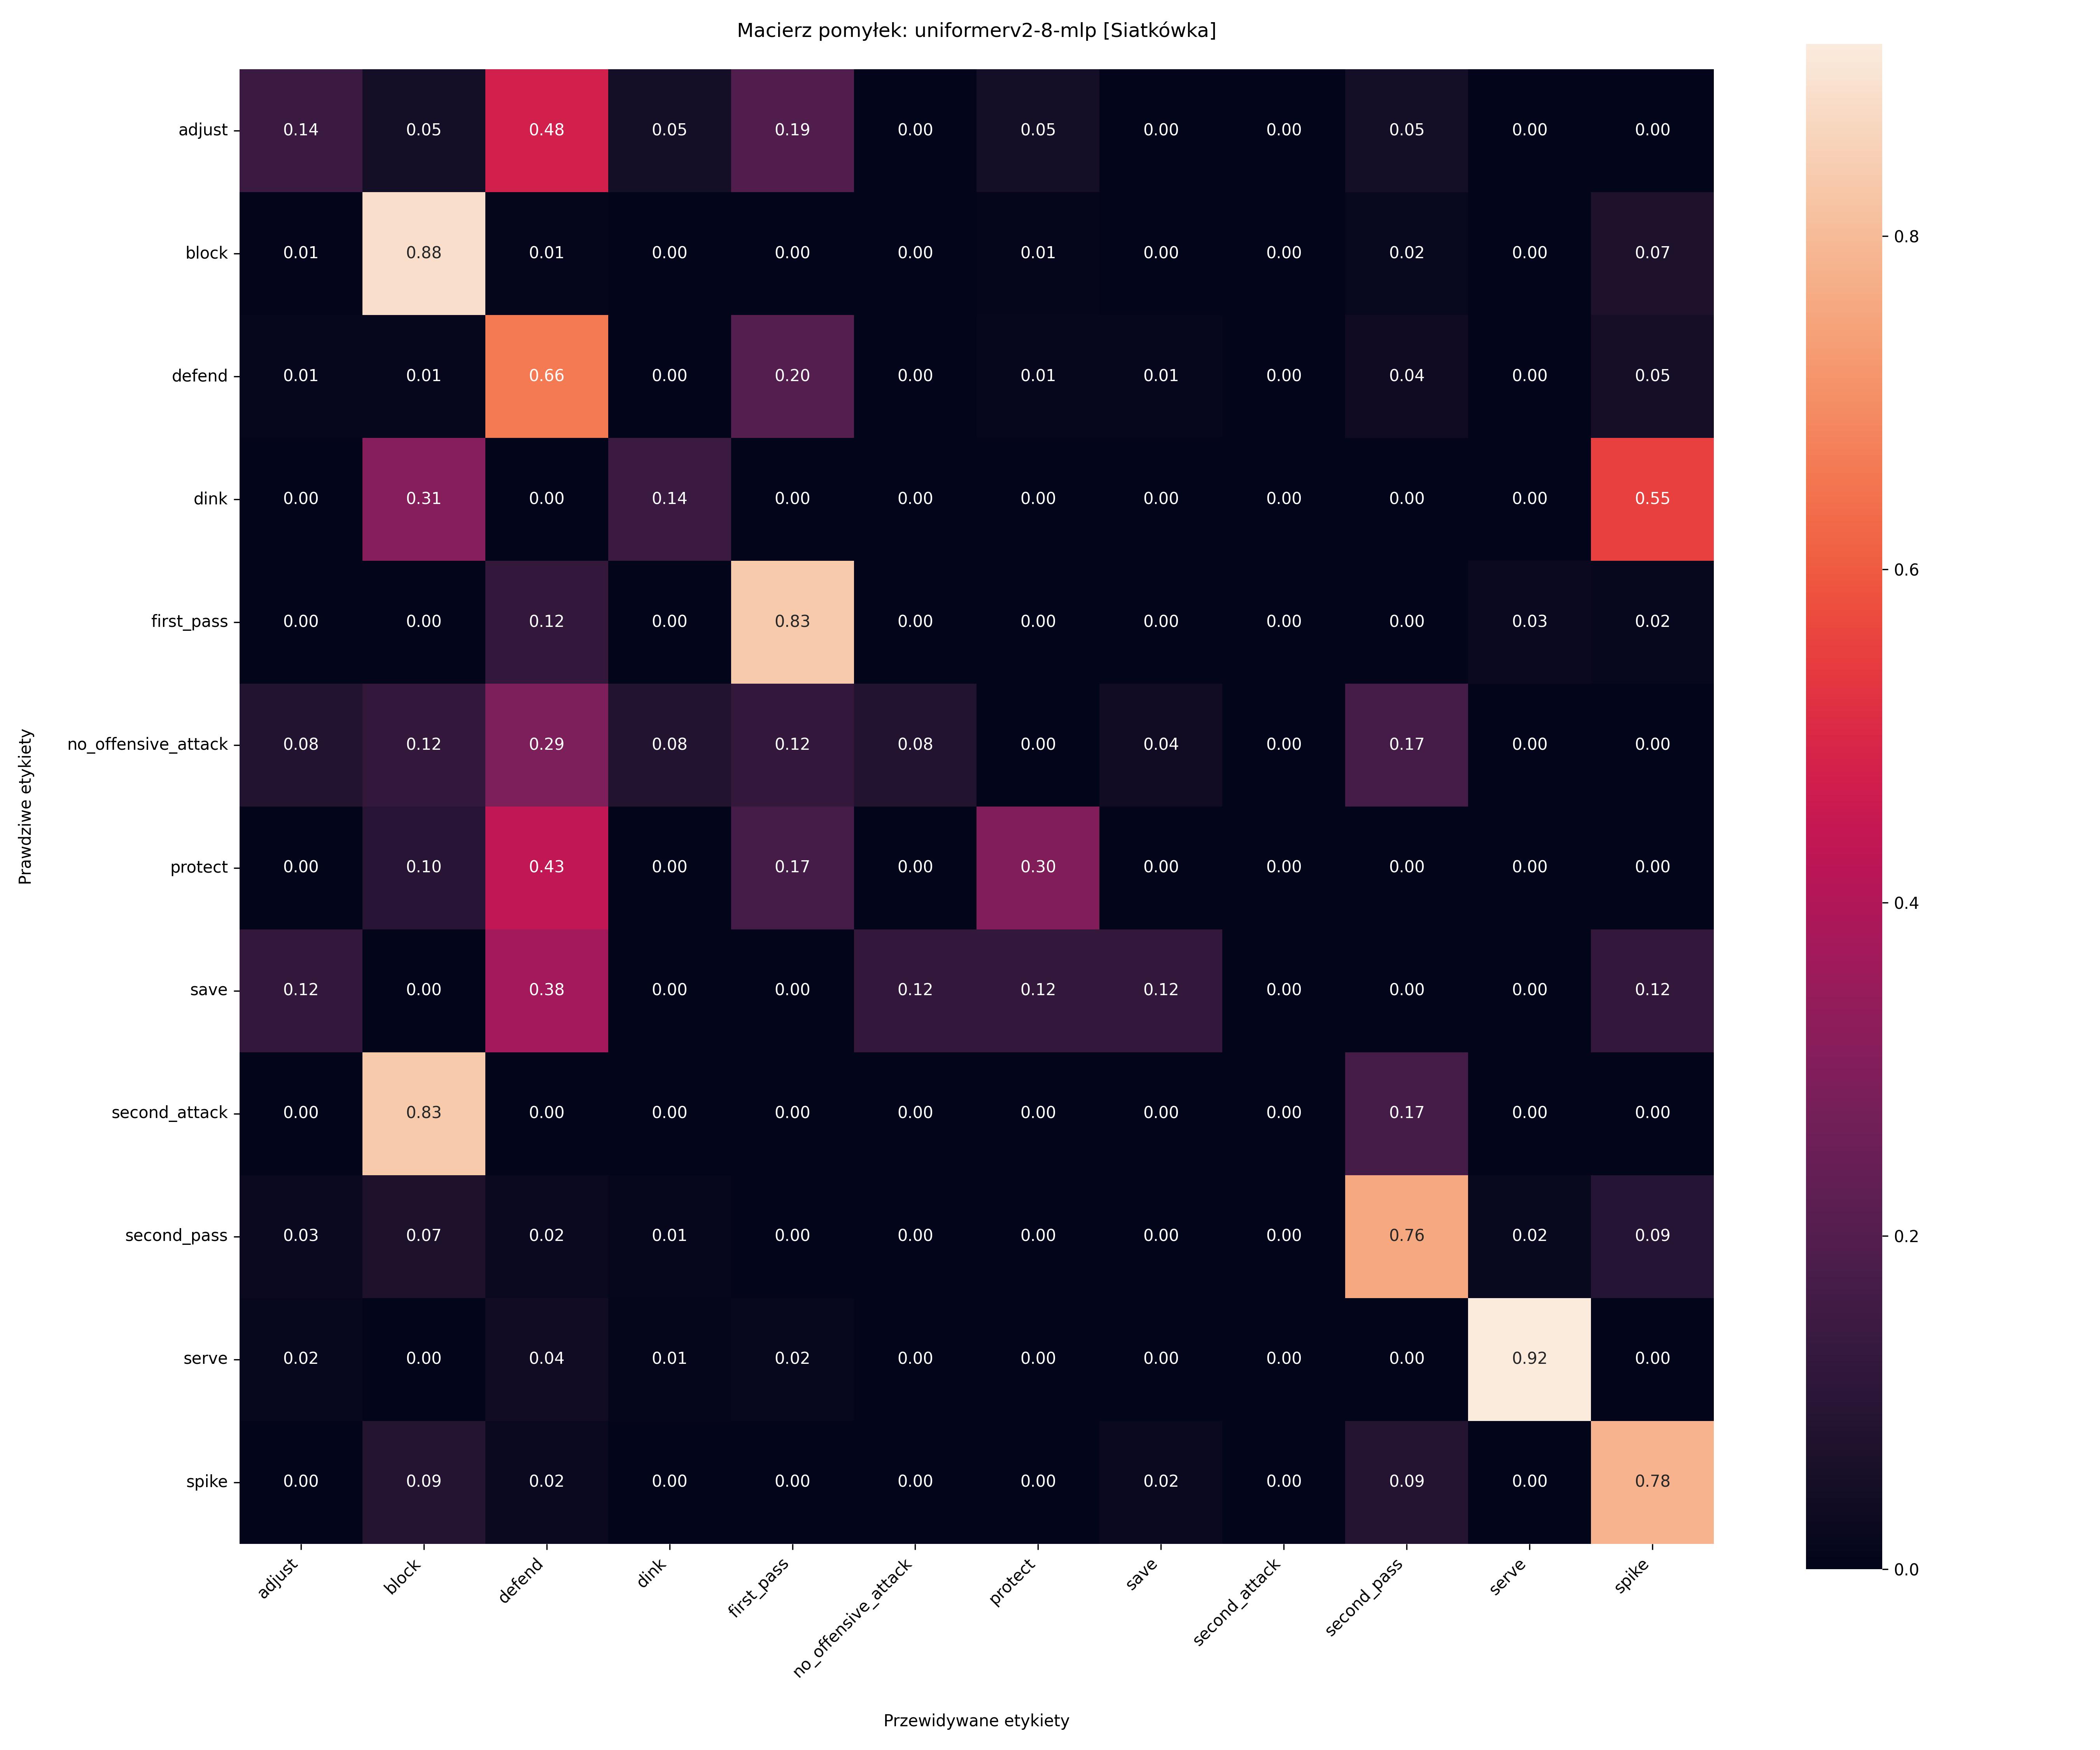 Macierz pomyłek: uniformerv2-8-mlp [Siatkówka]
adjust 0.14 0.05 0.48 0.05 0.19 0.00 0.05 0.00 0.00 0.05 0.00 0.00
block 0.01 0.88 0.01 0.00 0.00 0.00 0.01 0.00 0.00 0.02 0.00 0.07
defend 0.01 0.01 0.66 0.00 0.20 0.00 0.01 0.01 0.00 0.04 0.00 0.05
dink 0.00 0.31 0.00 0.14 0.00 0.00 0.00 0.00 0.00 0.00 0.00 0.55
first_pass 0.00 0.00 0.12 0.00 0.83 0.00 0.00 0.00 0.00 0.00 0.03 0.02
no_offensive_attack 0.08 0.12 0.29 0.08 0.12 0.08 0.00 0.04 0.00 0.17 0.00 0.00
protect 0.00 0.10 0.43 0.00 0.17 0.00 0.30 0.00 0.00 0.00 0.00 0.00
save 0.12 0.00 0.38 0.00 0.00 0.12 0.12 0.12 0.00 0.00 0.00 0.12
second_attack 0.00 0.83 0.00 0.00 0.00 0.00 0.00 0.00 0.00 0.17 0.00 0.00
second_pass 0.03 0.07 0.02 0.01 0.00 0.00 0.00 0.00 0.00 0.76 0.02 0.09
serve 0.02 0.00 0.04 0.01 0.02 0.00 0.00 0.00 0.00 0.00 0.92 0.00
spike 0.00 0.09 0.02 0.00 0.00 0.00 0.00 0.02 0.00 0.09 0.00 0.78
adjust block defend dink first_pass no_offensive_attack protect save second_attack second_pass serve spike
Przewidywane etykiety
Prawdziwe etykiety
0.8
0.6
0.4
0.2
0.0